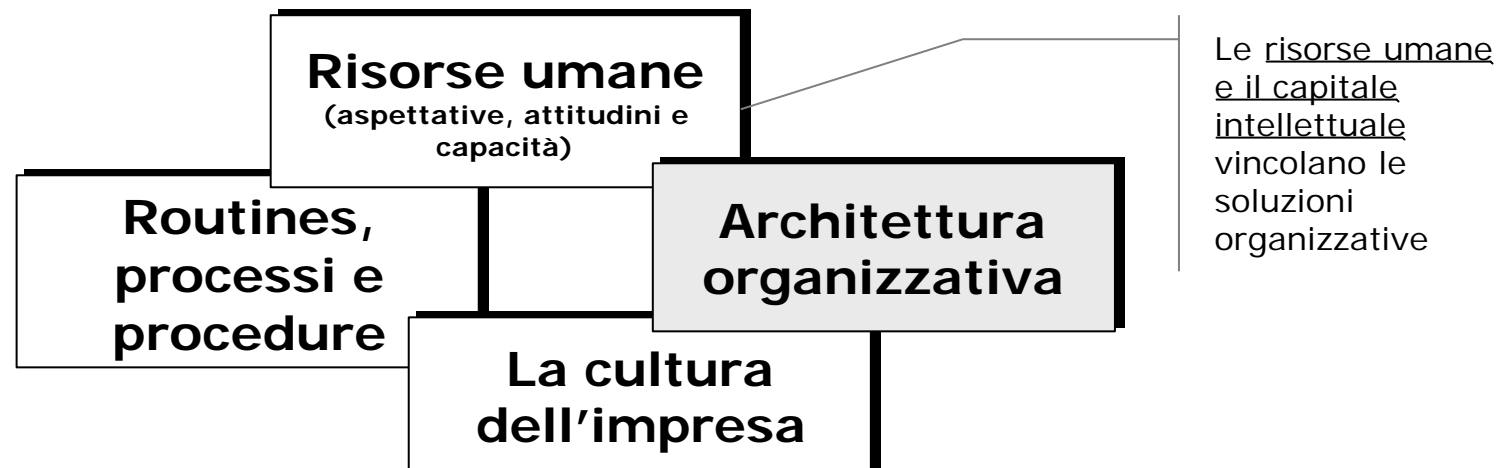 Risorse umane
(aspettative, attitudini e
capacità)
Le risorse umane
e il capitale
intellettuale
vincolano le
soluzioni
organizzative
Routines,
processi e
procedure
Architettura
organizzativa
La cultura
dell'impresa